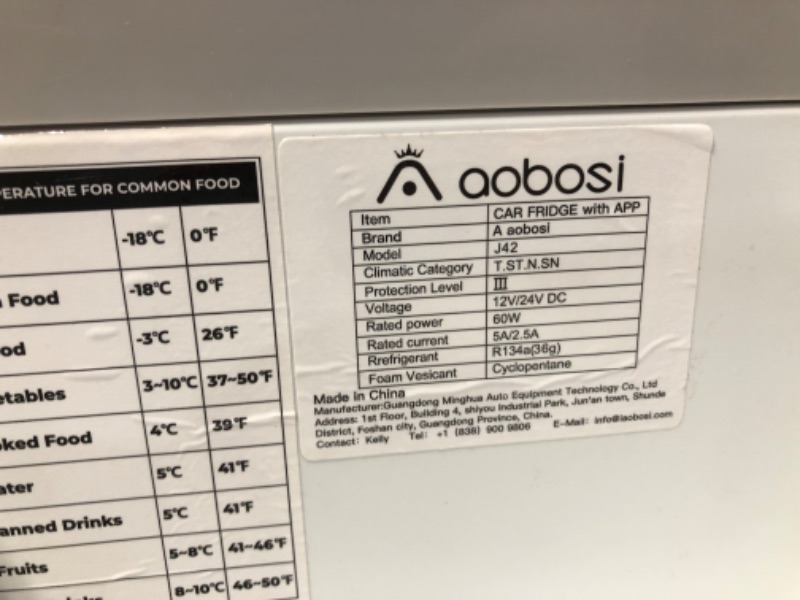 ERATURE FOR COMMON FOOD
-18℃ 0℉
Food -18℃ 0℉
od -3℃ 26℉
etables 3~10℃ 37~50℉
ked Food 4℃ 39℉
ater 5℃ 41℉
anned Drinks 5℃ 41℉
Fruits 5~8℃ 41~46℉
8~10℃ 46~50℉
aobosi
Item CAR FRIDGE with APP
Brand A aobosi
Model J42
Climatic Category T.ST.N.SN
Protection Level III
Voltage 12V/24V DC
Rated power 60W
Rated current 5A/2.5A
Rrefrigerant R134a(36g)
Foam Vesicant Cyclopentane
Made in China
Manufacturer:Guangdong Minghua Auto Equipment Technology Co., Ltd
Address: 1st Floor, Building 4, shiyou Industrial Park, Jun'an town, Shunde
District, Foshan city, Guangdong Province, China.
Contact: Kelly Tel: +1 (838) 900 9806 E-Mail: info@iaobosi.com